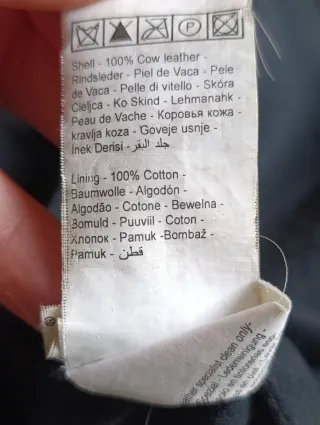 P
Shell - 100% Cow leather -
Rindsleder - Piel de Vaca - Pele
de Vaca - Pelle di vitello - Skóra
Cielęca - Ko Skind - Lehmanahk -
Peau de Vache - Коровья кожа -
kravlja koza - Goveje usnje -
İnek Derisi - جلد البقر
Lining - 100% Cotton -
Baumwolle - Algodón -
Algodão - Cotone - Bewełna -
Bomuld - Puuviil - Coton -
Хлопок - Pamuk -Bombaž -
Pamuk - قطن
specialist clean only
Lederreinigung